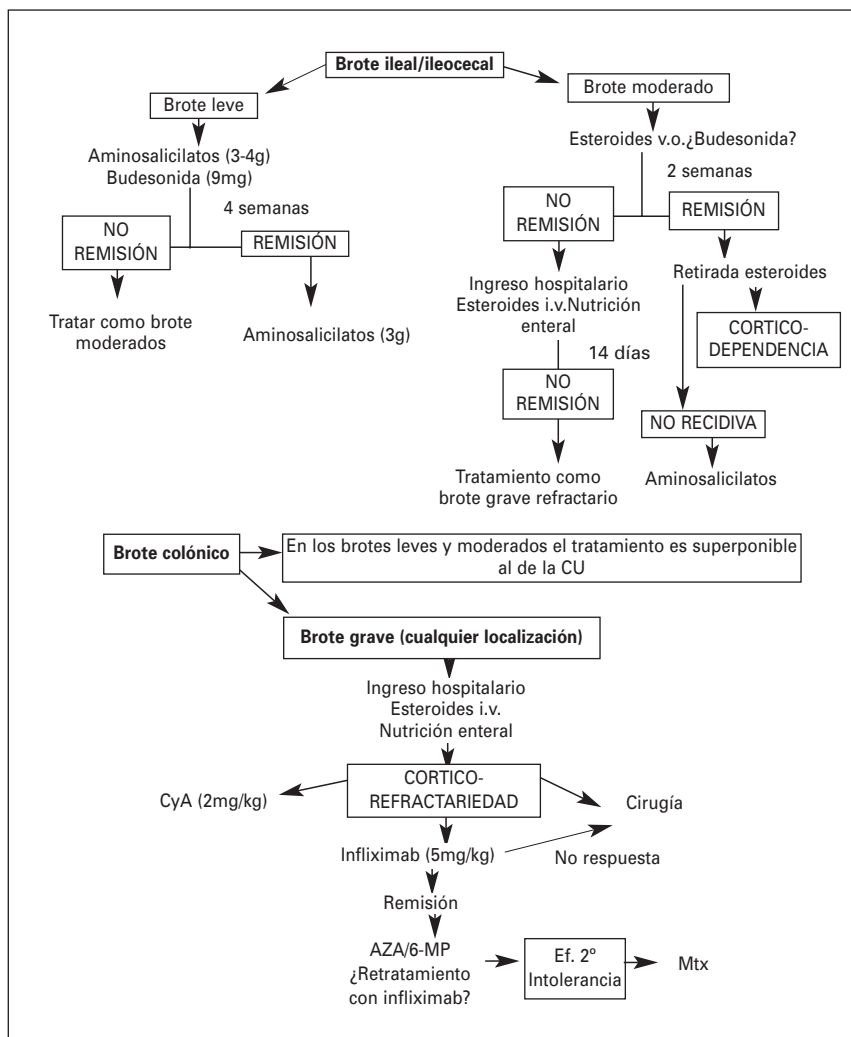 Brote ileal/ileocecal
Brote leve
Aminosalicilatos (3-4g)
Budesonida (9mg)
4 semanas
NO
REMISIÓN
REMISIÓN
Tratar como brote
moderados
Aminosalicilatos (3g)
Brote moderado
Esteroides v.o.¿Budesonida?
2 semanas
NO
REMISIÓN
REMISIÓN
Ingreso hospitalario
Esteroides i.v.Nutrición
enteral
14 días
NO
REMISIÓN
Tratamiento como
brote grave refractario
Retirada esteroides
CORTICO-
DEPENDENCIA
NO RECIDIVA
Aminosalicilatos
Brote colónico
En los brotes leves y moderados el tratamiento es superponible
al de la CU
Brote grave (cualquier localización)
Ingreso hospitalario
Esteroides i.v.
Nutrición enteral
CORTICO-
REFRACTARIEDAD
CyA (2mg/kg)
Cirugía
Infliximab (5mg/kg)
No respuesta
Remisión
AZA/6-MP
¿Retratamiento
con infliximab?
Ef. 2º
Intolerancia
Mtx